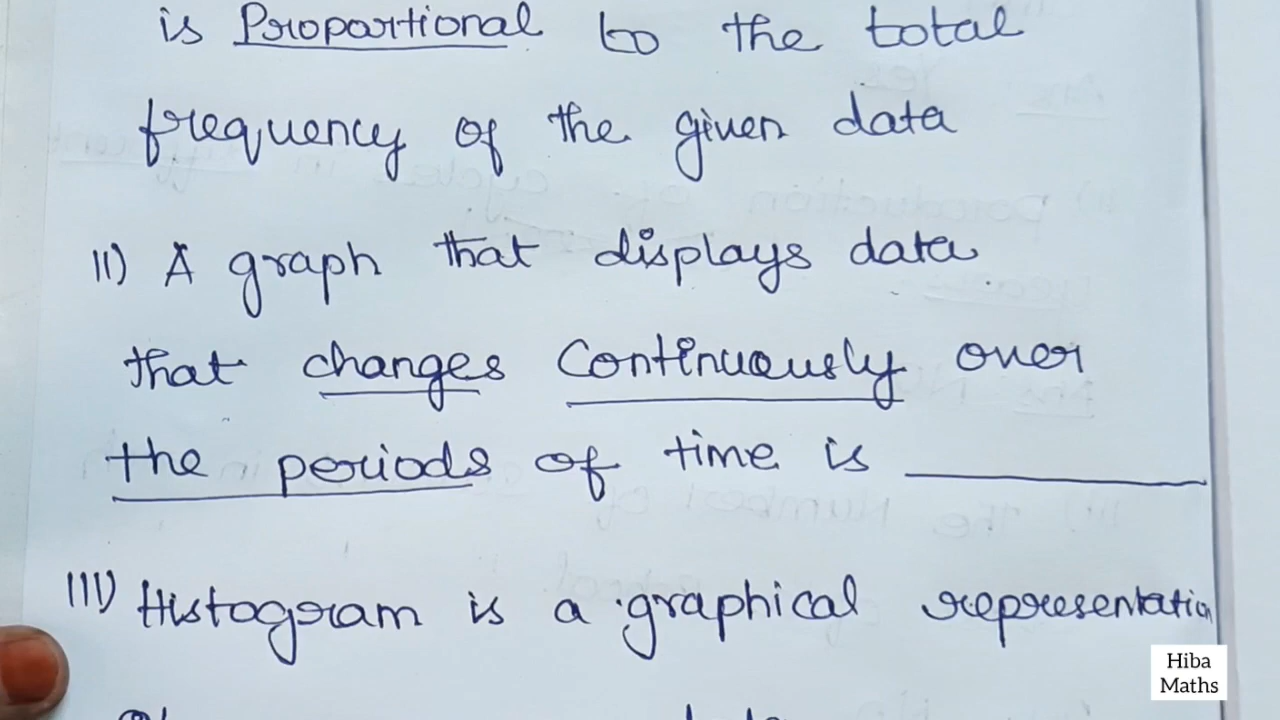 is Proportional to the total
frequency of the given data
II) A graph that displays data
that changes Continuously over
the periods of time is
III) Histogram is a graphical representation
Hiba
Maths